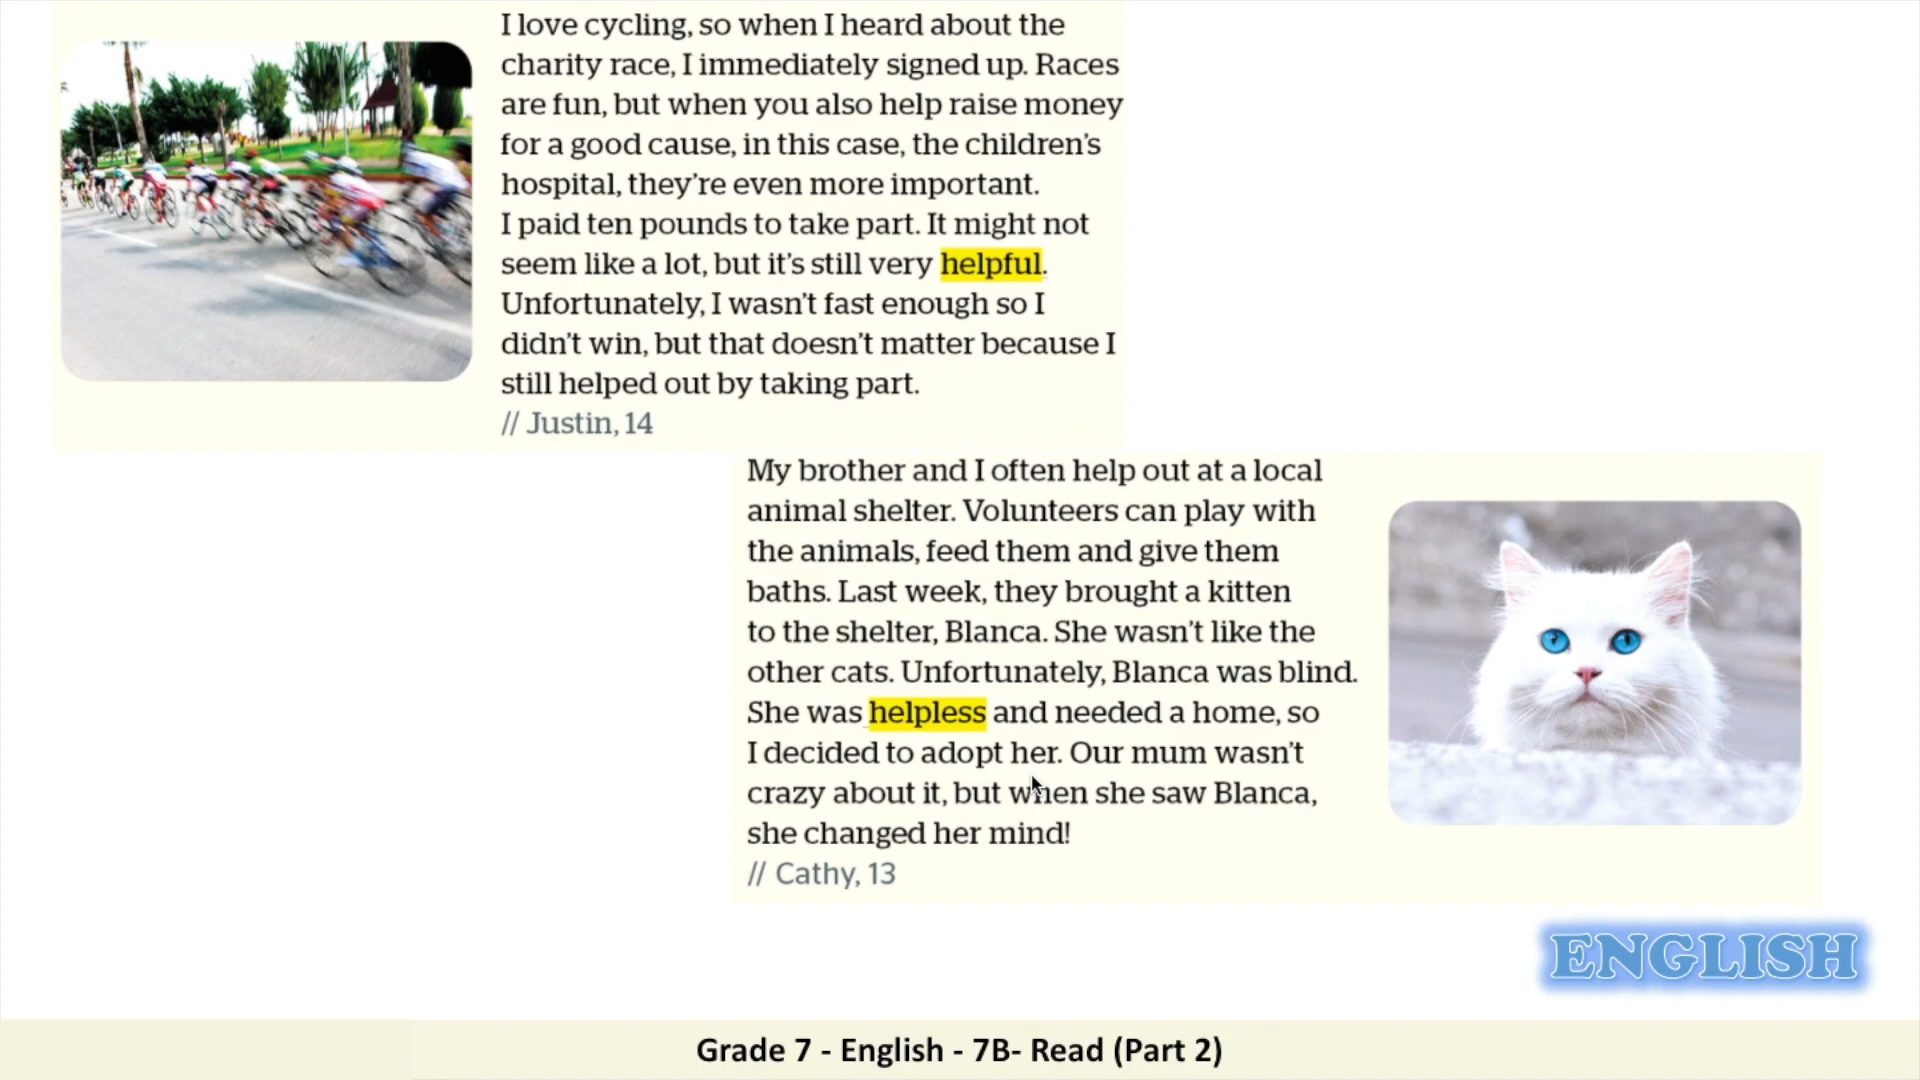 I love cycling, so when I heard about the
charity race, I immediately signed up. Races
are fun, but when you also help raise money
for a good cause, in this case, the children's
hospital, they're even more important.
I paid ten pounds to take part. It might not
seem like a lot, but it's still very helpful.
Unfortunately, I wasn't fast enough so I
didn't win, but that doesn't matter because I
still helped out by taking part.
// Justin, 14
My brother and I often help out at a local
animal shelter. Volunteers can play with
the animals, feed them and give them
baths. Last week, they brought a kitten
to the shelter, Blanca. She wasn't like the
other cats. Unfortunately, Blanca was blind.
She was helpless and needed a home, so
I decided to adopt her. Our mum wasn't
crazy about it, but when she saw Blanca,
she changed her mind!
// Cathy, 13
ENGLISH
Grade 7 - English - 7B- Read (Part 2)